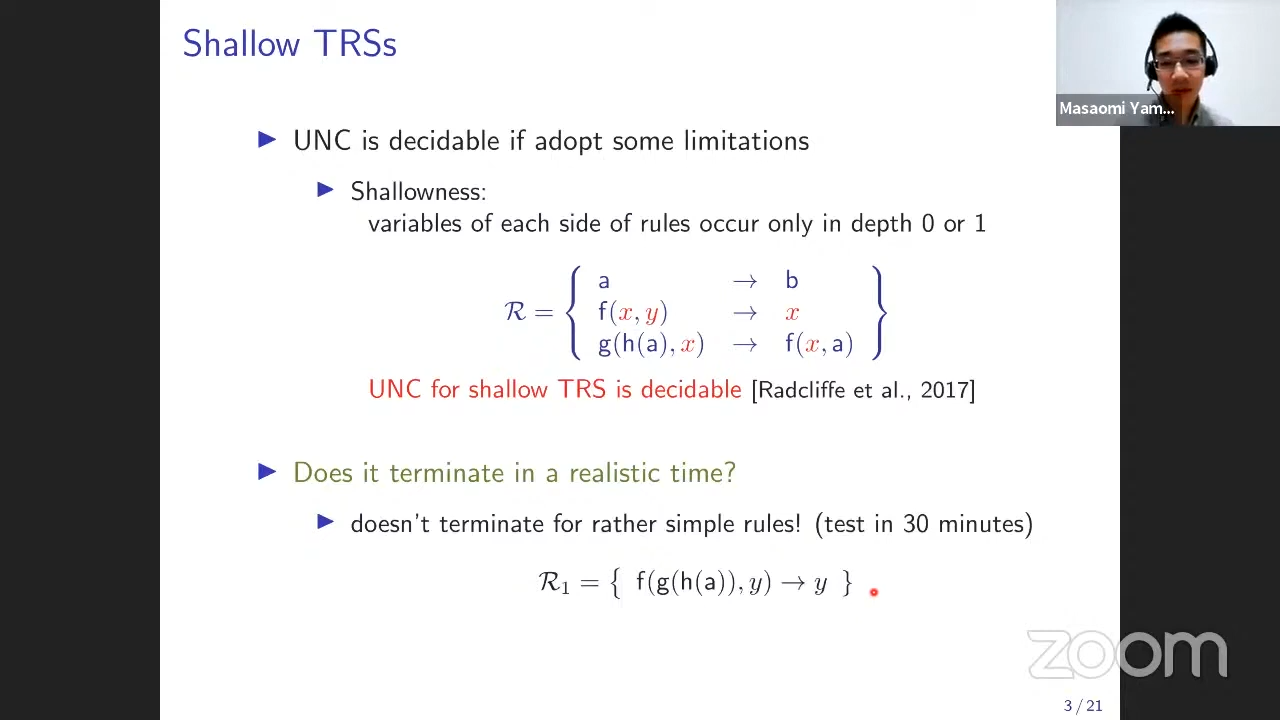 Shallow TRSs
Masaomi Yam...
▶ UNC is decidable if adopt some limitations
▶ Shallowness:
variables of each side of rules occur only in depth 0 or 1
a → b
ℛ = { f(x, y) → x }
g(h(a), x) → f(x, a)
UNC for shallow TRS is decidable [Radcliffe et al., 2017]
▶ Does it terminate in a realistic time?
▶ doesn't terminate for rather simple rules! (test in 30 minutes)
ℛ₁ = { f(g(h(a)), y) → y }
zoom
3 / 21